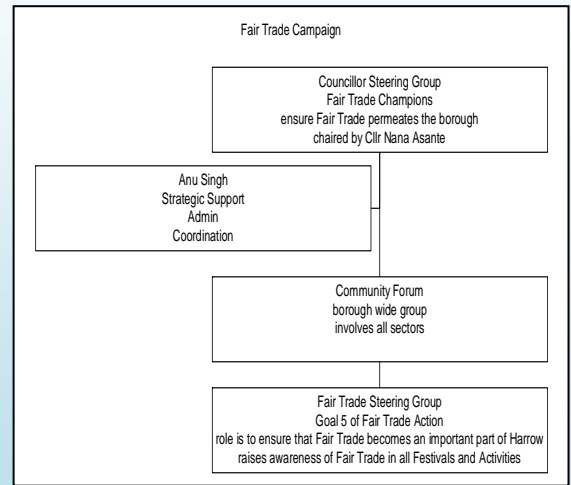 Fair Trade Campaign
Councillor Steering Group
Fair Trade Champions
ensure Fair Trade permeates the borough
chaired by Cllr Nana Asante
Anu Singh
Strategic Support
Admin
Coordination
Community Forum
borough wide group
involves all sectors
Fair Trade Steering Group
Goal 5 of Fair Trade Action
role is to ensure that Fair Trade becomes an important part of Harrow
raises awareness of Fair Trade in all Festivals and Activities